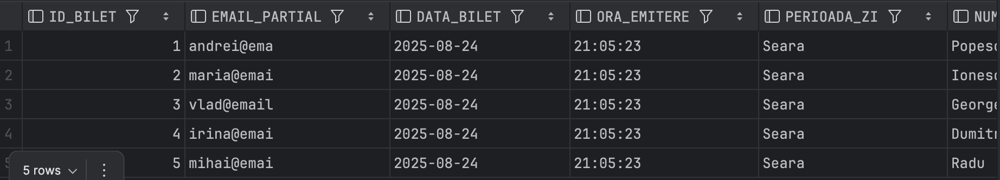 ID_BILET EMAIL_PARTIAL DATA_BILET ORA_EMITERE PERIOADA_ZI NUM
1 1 andrei@ema 2025-08-24 21:05:23 Seara Popesc
2 2 maria@emai 2025-08-24 21:05:23 Seara Ionesc
3 3 vlad@email 2025-08-24 21:05:23 Seara George
4 4 irina@emai 2025-08-24 21:05:23 Seara Dumitr
5 5 mihai@emai 2025-08-24 21:05:23 Seara Radu
5 rows